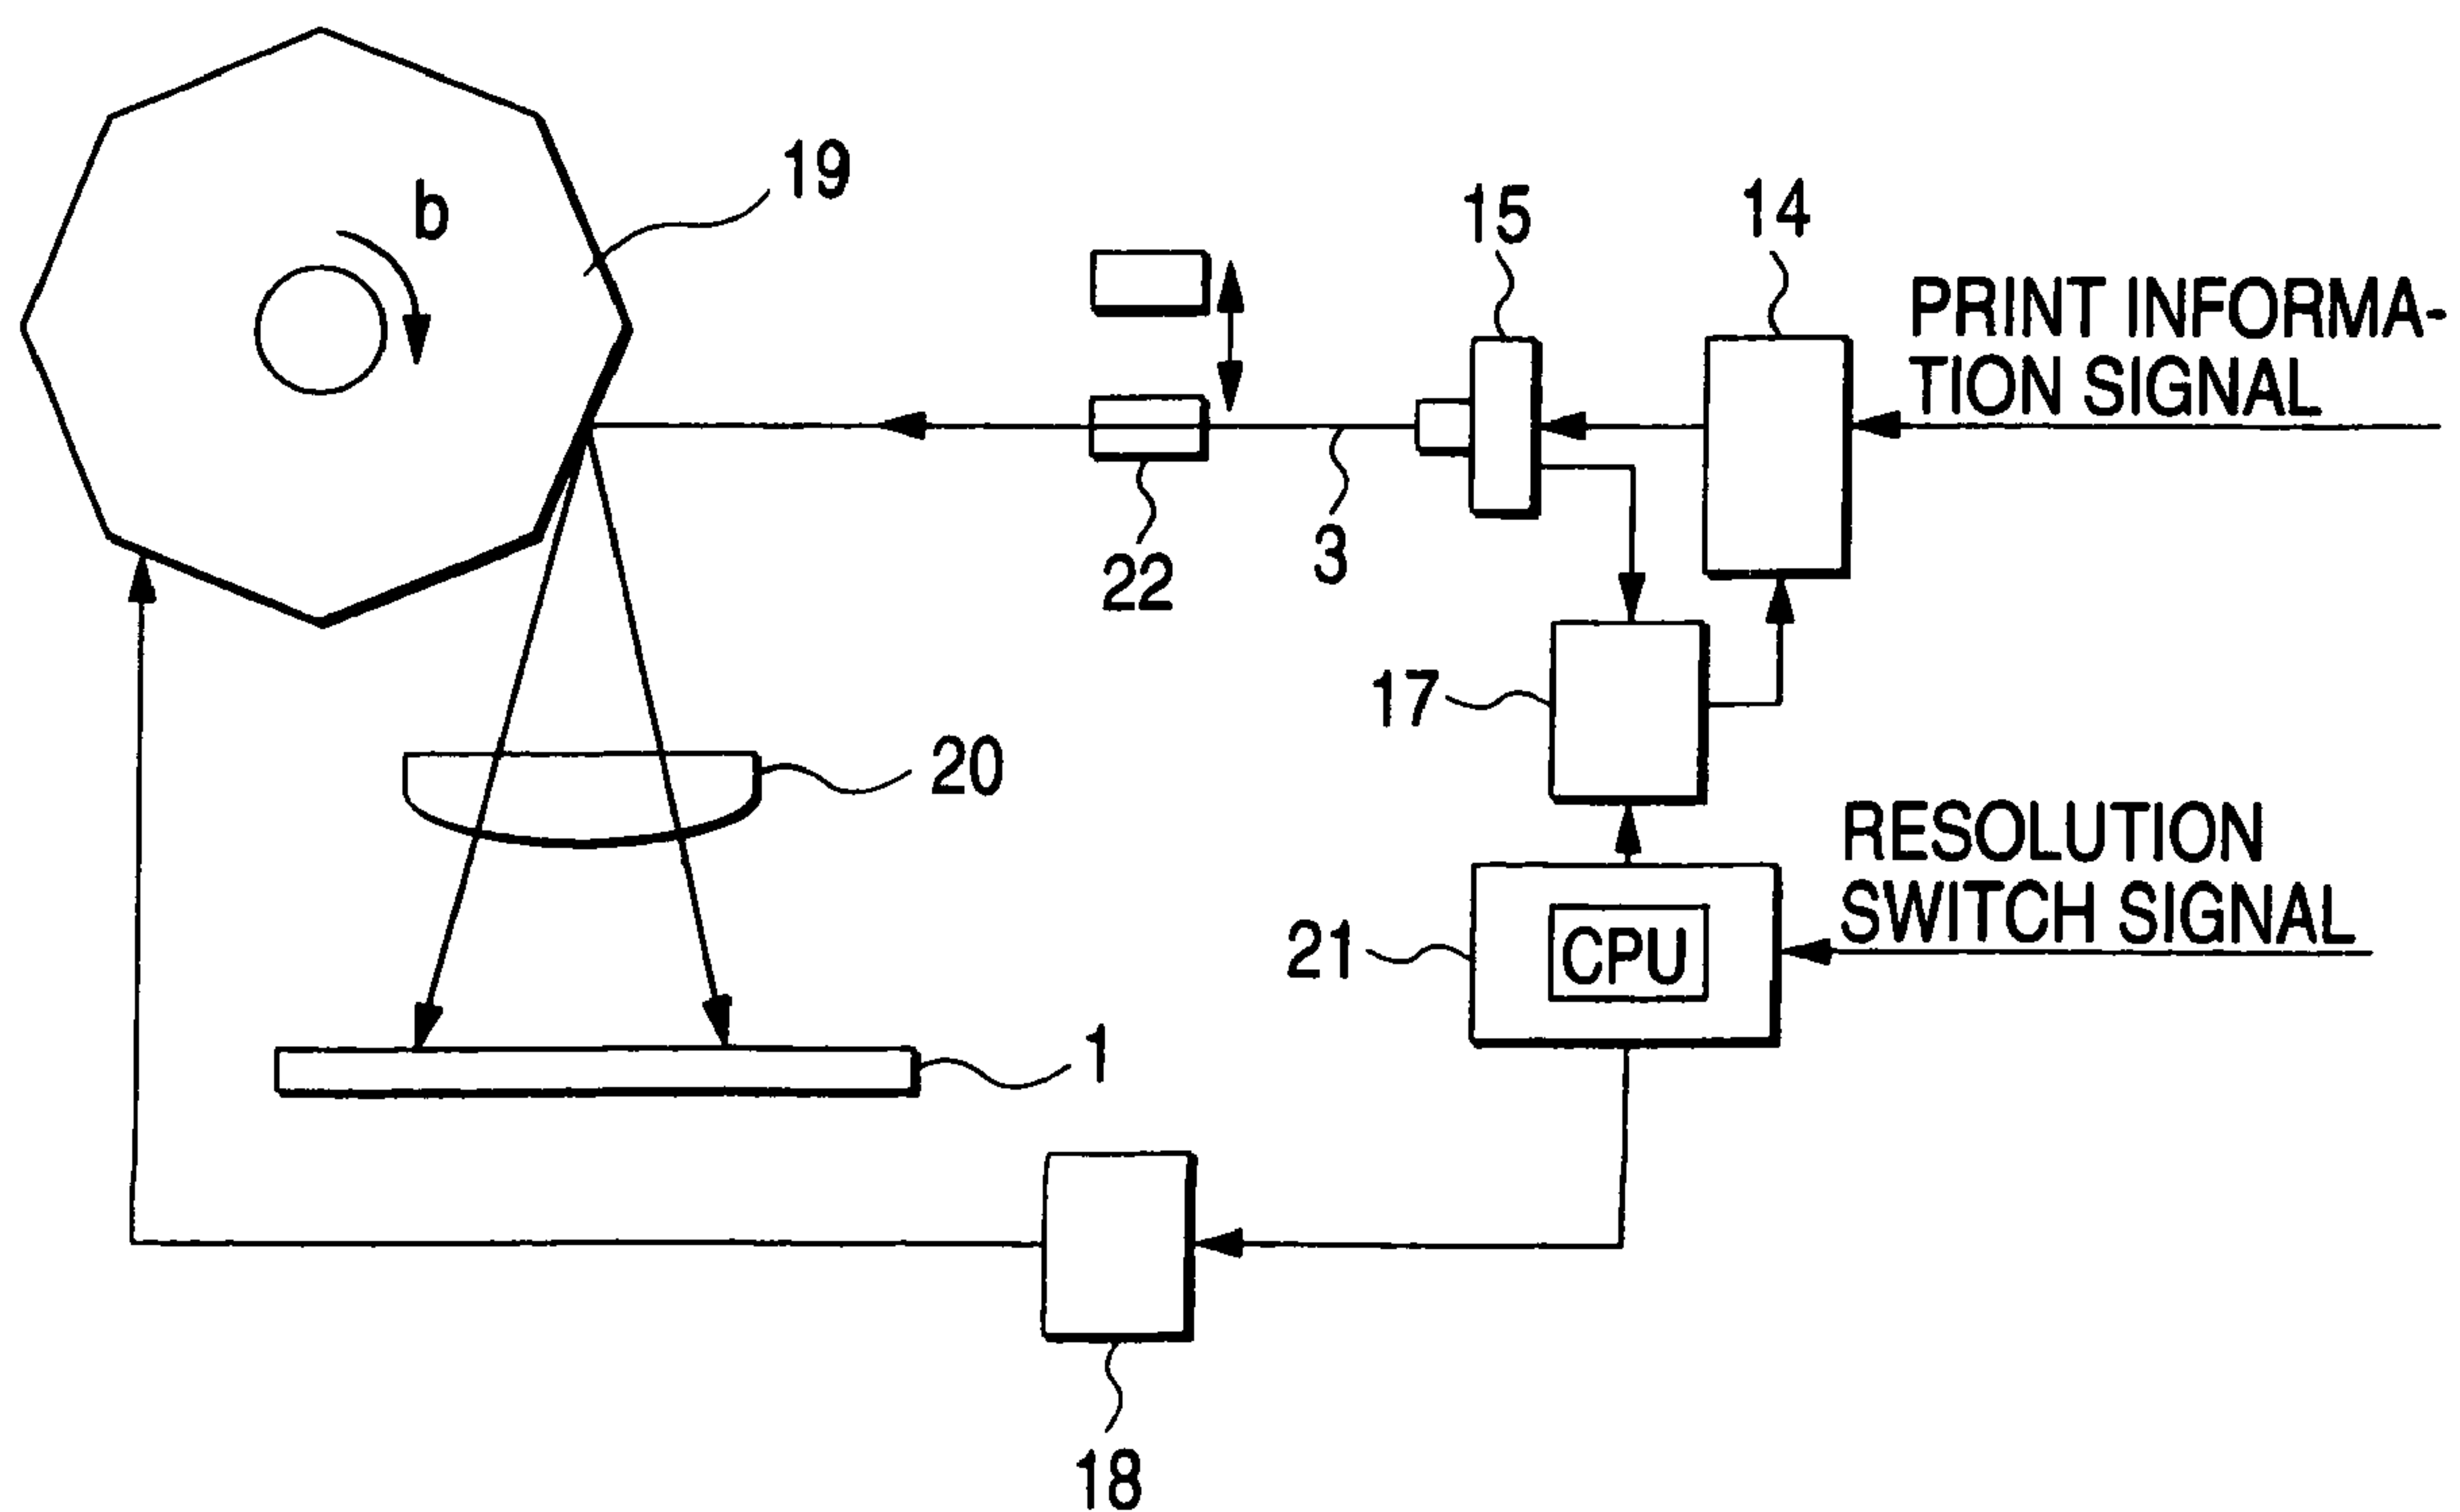 19
b
15
14
PRINT INFORMA-
TION SIGNAL
22
3
17
20
RESOLUTION
SWITCH SIGNAL
21
CPU
1
18